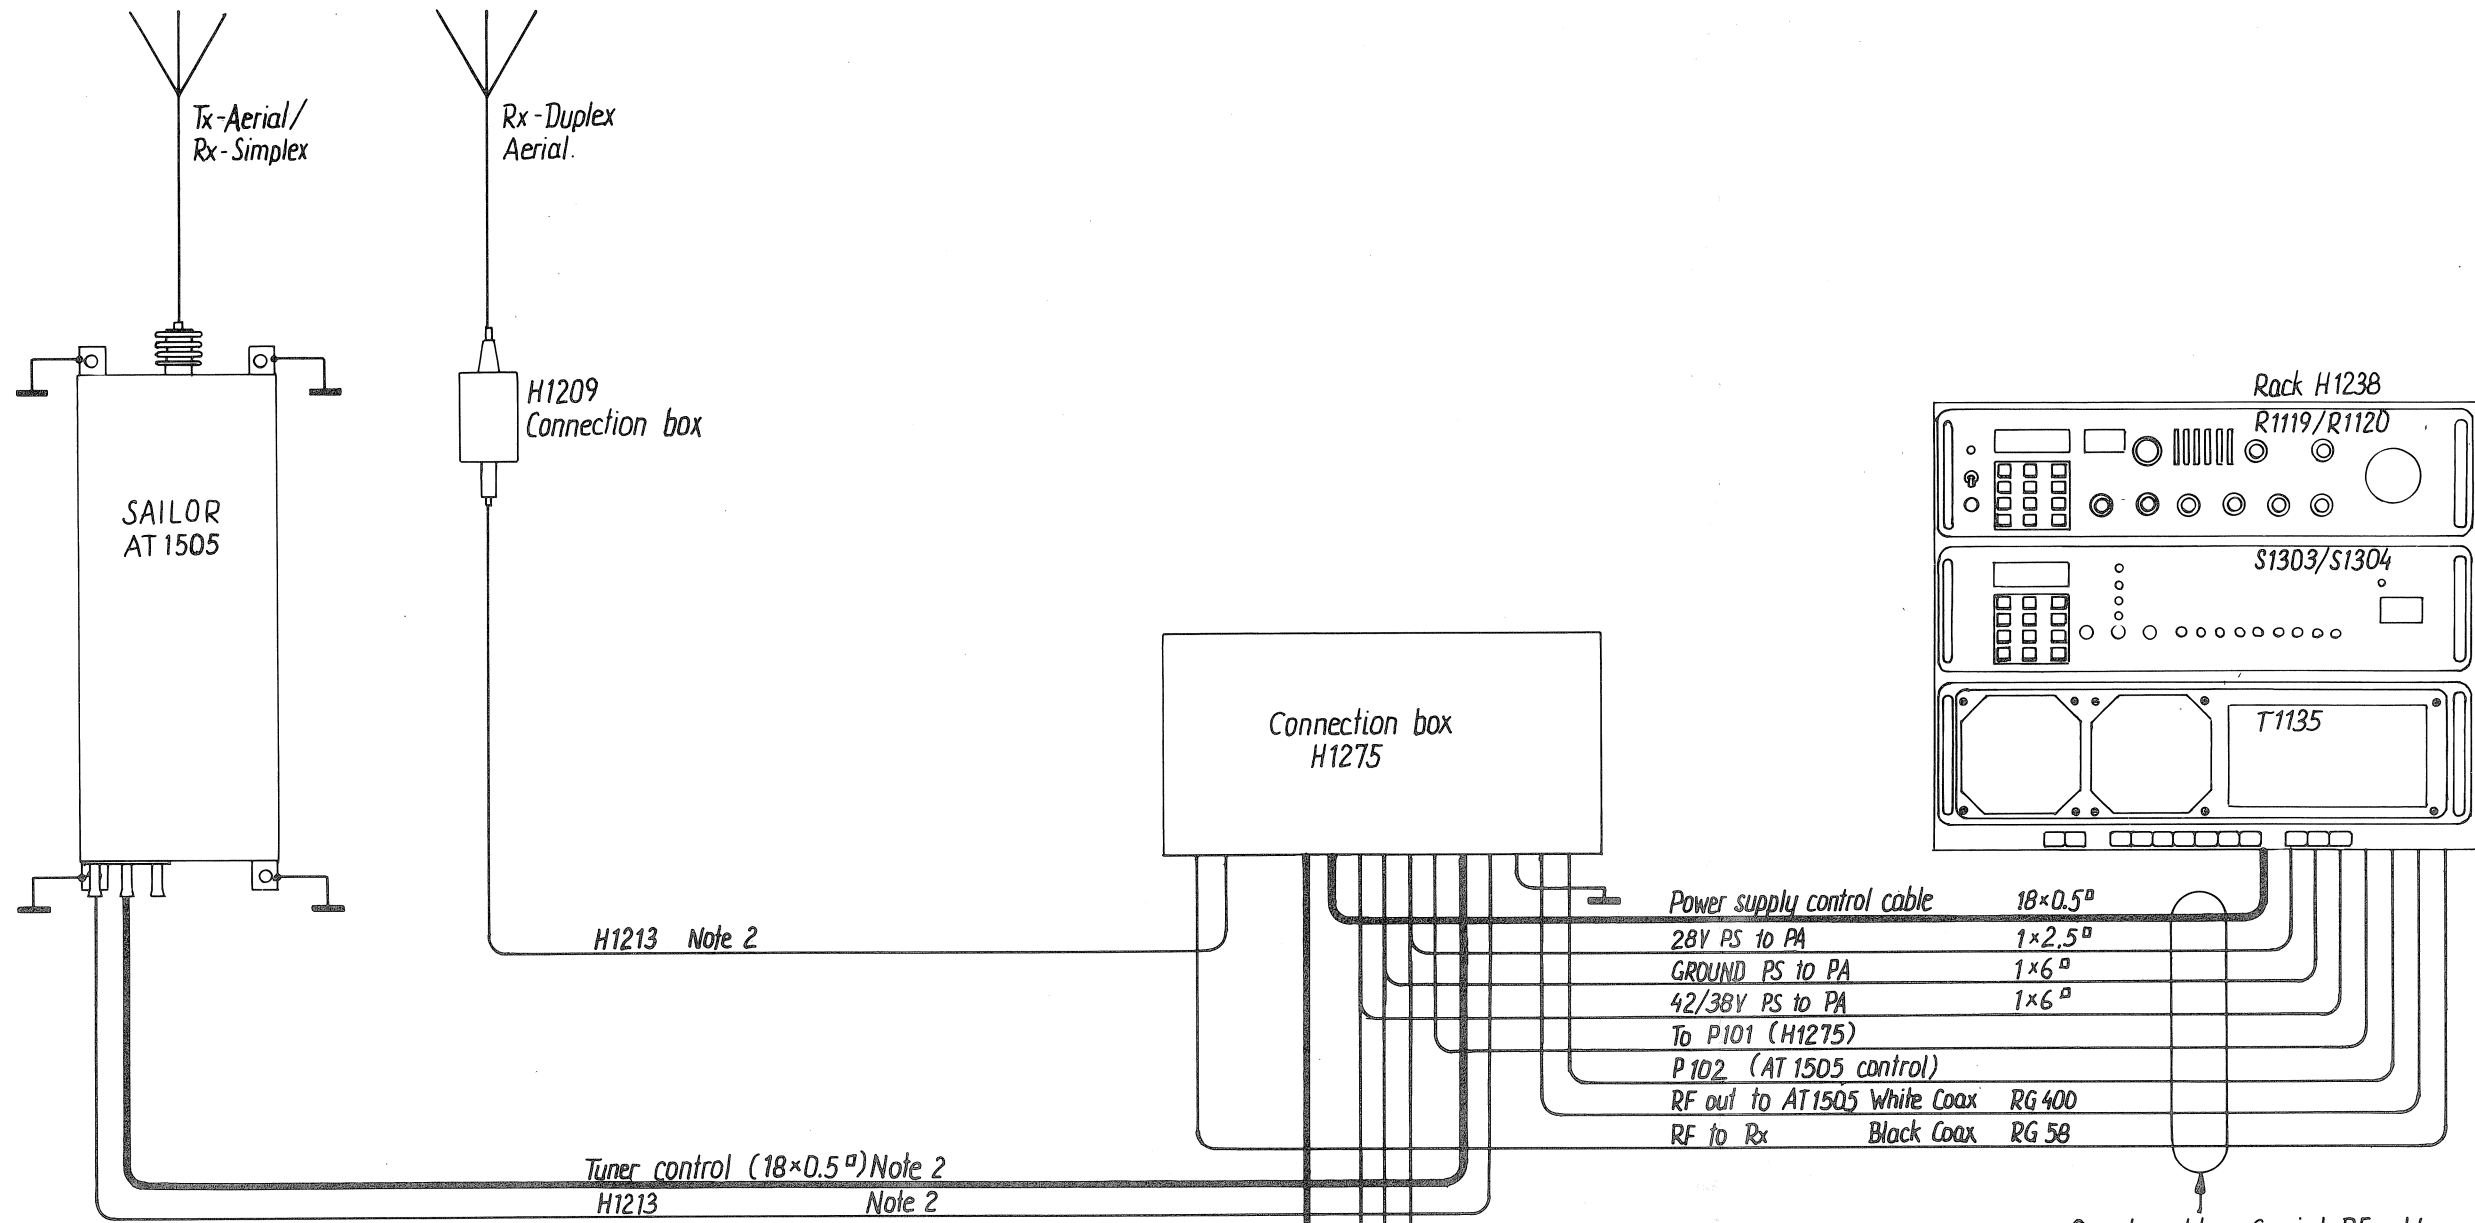 Tx-Aerial/
Rx-Simplex
Rx-Duplex
Aerial.
H1209
Connection box
SAILOR
AT 1505
Rack H1238
R1119/R1120
S1303/S1304
T1135
Connection box
H1275
Power supply control cable 18×0.5▫
28V PS to PA 1×2.5▫
GROUND PS to PA 1×6▫
42/38V PS to PA 1×6▫
To P101 (H1275)
P102 (AT 1505 control)
RF out to AT1505 White Coax RG 400
RF to Rx Black Coax RG 58
H1213 Note 2
Tuner control (18×0.5▫) Note 2
H1213 Note 2